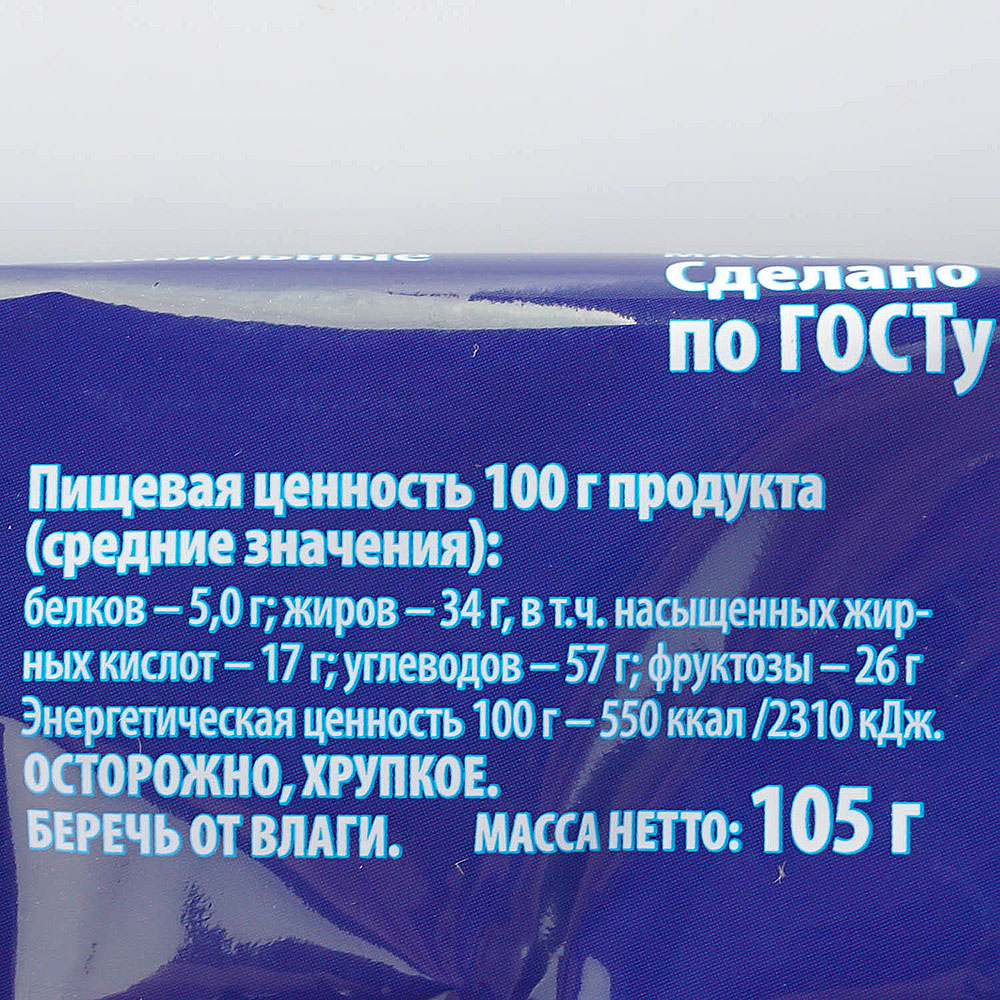 Сделано
по ГОСТу
Пищевая ценность 100 г продукта
(средние значения):
белков – 5,0 г; жиров – 34 г, в т.ч. насыщенных жир-
ных кислот – 17 г; углеводов – 57 г; фруктозы – 26 г
Энергетическая ценность 100 г – 550 ккал /2310 кДж.
ОСТОРОЖНО, ХРУПКОЕ.
БЕРЕЧЬ ОТ ВЛАГИ. МАССА НЕТТО: 105 г